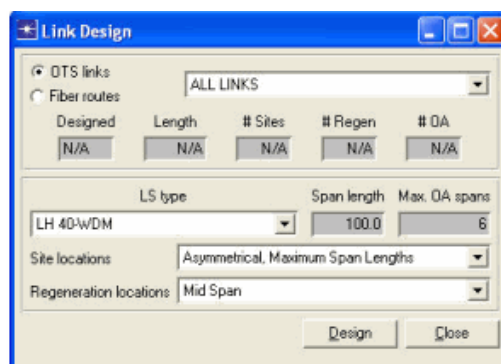 Link Design
OTS links
ALL LINKS
Fiber routes
Designed Length # Sites # Regen # OA
N/A N/A N/A N/A N/A
LS type Span length Max. OA spans
LH 40-WDM 100.0 6
Site locations Asymmetrical, Maximum Span Lengths
Regeneration locations Mid Span
Design Close